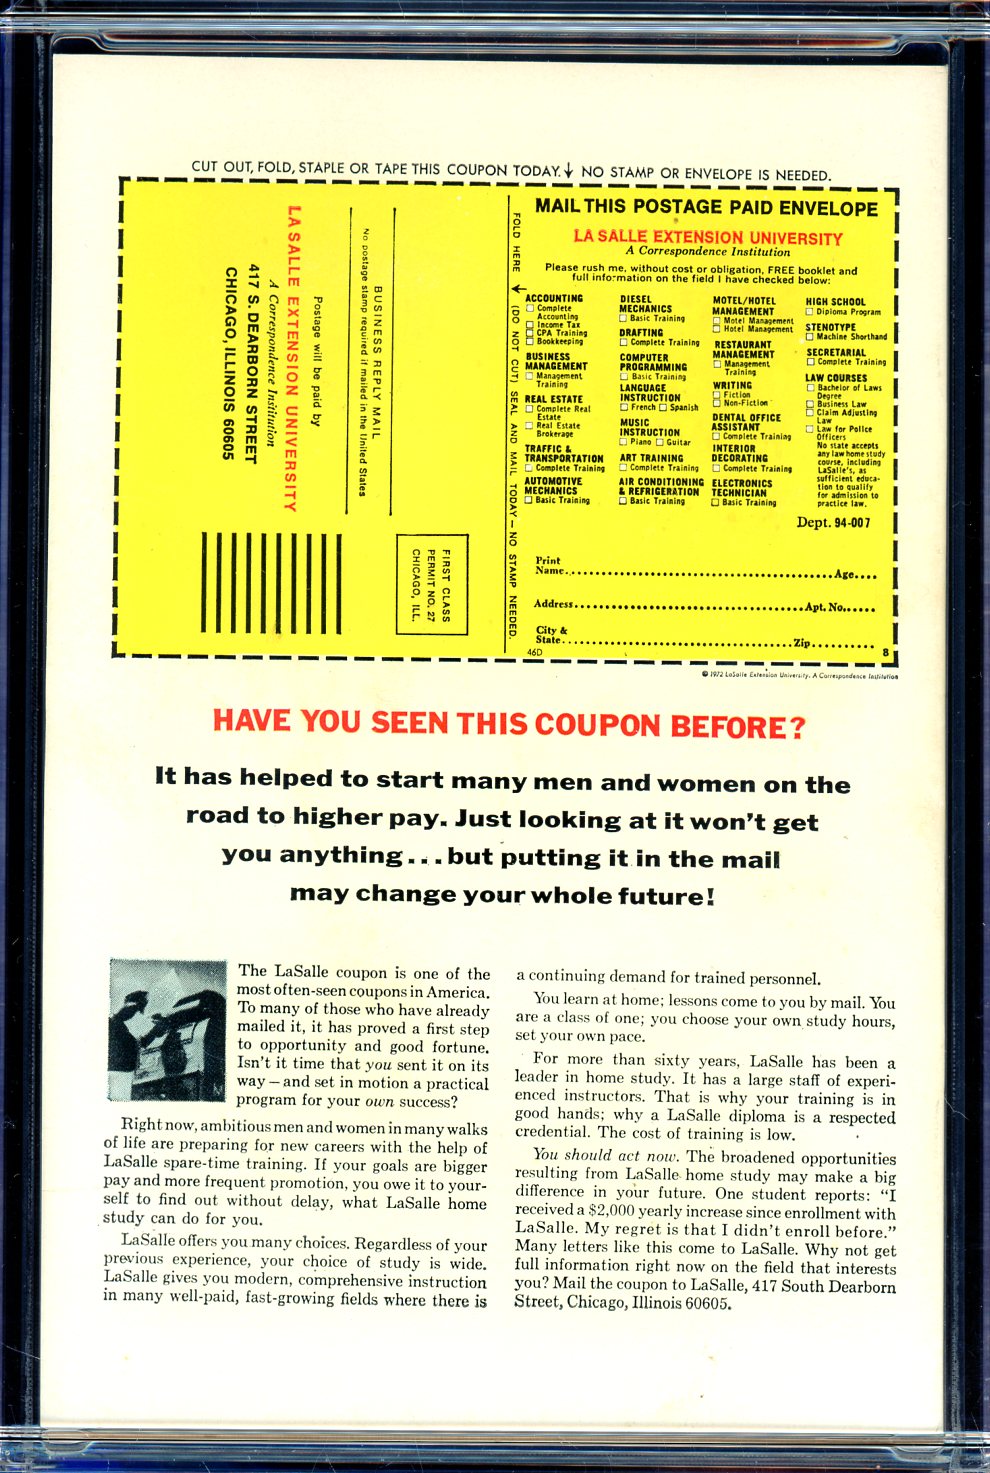 CUT OUT, FOLD, STAPLE OR TAPE THIS COUPON TODAY. ↓ NO STAMP OR ENVELOPE IS NEEDED.
No postage stamp required if mailed in the United States
BUSINESS REPLY MAIL
Postage will be paid by
LA SALLE EXTENSION UNIVERSITY
A Correspondence Institution
417 S. DEARBORN STREET
CHICAGO, ILLINOIS 60605
FIRST CLASS
PERMIT NO. 27
CHICAGO, ILL.
FOLD HERE → (DO NOT CUT) SEAL AND MAIL TODAY — NO STAMP NEEDED.
MAIL THIS POSTAGE PAID ENVELOPE
LA SALLE EXTENSION UNIVERSITY
A Correspondence Institution
Please rush me, without cost or obligation, FREE booklet and
full information on the field I have checked below:
ACCOUNTING
☐ Complete
Accounting
☐ Income Tax
☐ CPA Training
☐ Bookkeeping
BUSINESS
MANAGEMENT
☐ Management
Training
REAL ESTATE
☐ Complete Real
Estate
☐ Real Estate
Brokerage
TRAFFIC &
TRANSPORTATION
☐ Complete Training
AUTOMOTIVE
MECHANICS
☐ Basic Training
DIESEL
MECHANICS
☐ Basic Training
DRAFTING
☐ Complete Training
COMPUTER
PROGRAMMING
☐ Basic Training
LANGUAGE
INSTRUCTION
☐ French ☐ Spanish
MUSIC
INSTRUCTION
☐ Piano ☐ Guitar
ART TRAINING
☐ Complete Training
AIR CONDITIONING
& REFRIGERATION
☐ Basic Training
MOTEL/HOTEL
MANAGEMENT
☐ Motel Management
☐ Hotel Management
RESTAURANT
MANAGEMENT
☐ Management
Training
WRITING
☐ Fiction
☐ Non-Fiction
DENTAL OFFICE
ASSISTANT
☐ Complete Training
INTERIOR
DECORATING
☐ Complete Training
ELECTRONICS
TECHNICIAN
☐ Basic Training
HIGH SCHOOL
☐ Diploma Program
STENOTYPE
☐ Machine Shorthand
SECRETARIAL
☐ Complete Training
LAW COURSES
☐ Bachelor of Laws
Degree
☐ Business Law
☐ Claim Adjusting
Law
☐ Law for Police
Officers
No state accepts
any law home study
course, including
LaSalle's, as
sufficient educa-
tion to qualify
for admission to
practice law.
Dept. 94-007
Print
Name..........Age....
Address..........Apt. No......
City &
State..........Zip..........
46D
8
© 1972 LaSalle Extension University. A Correspondence Institution
HAVE YOU SEEN THIS COUPON BEFORE?
It has helped to start many men and women on the
road to higher pay. Just looking at it won't get
you anything...but putting it in the mail
may change your whole future!
The LaSalle coupon is one of the
most often-seen coupons in America.
To many of those who have already
mailed it, it has proved a first step
to opportunity and good fortune.
Isn't it time that you sent it on its
way – and set in motion a practical
program for your own success?
Right now, ambitious men and women in many walks
of life are preparing for new careers with the help of
LaSalle spare-time training. If your goals are bigger
pay and more frequent promotion, you owe it to your-
self to find out without delay, what LaSalle home
study can do for you.
LaSalle offers you many choices. Regardless of your
previous experience, your choice of study is wide.
LaSalle gives you modern, comprehensive instruction
in many well-paid, fast-growing fields where there is
a continuing demand for trained personnel.
You learn at home; lessons come to you by mail. You
are a class of one; you choose your own study hours,
set your own pace.
For more than sixty years, LaSalle has been a
leader in home study. It has a large staff of experi-
enced instructors. That is why your training is in
good hands; why a LaSalle diploma is a respected
credential. The cost of training is low.
You should act now. The broadened opportunities
resulting from LaSalle home study may make a big
difference in your future. One student reports: "I
received a $2,000 yearly increase since enrollment with
LaSalle. My regret is that I didn't enroll before."
Many letters like this come to LaSalle. Why not get
full information right now on the field that interests
you? Mail the coupon to LaSalle, 417 South Dearborn
Street, Chicago, Illinois 60605.